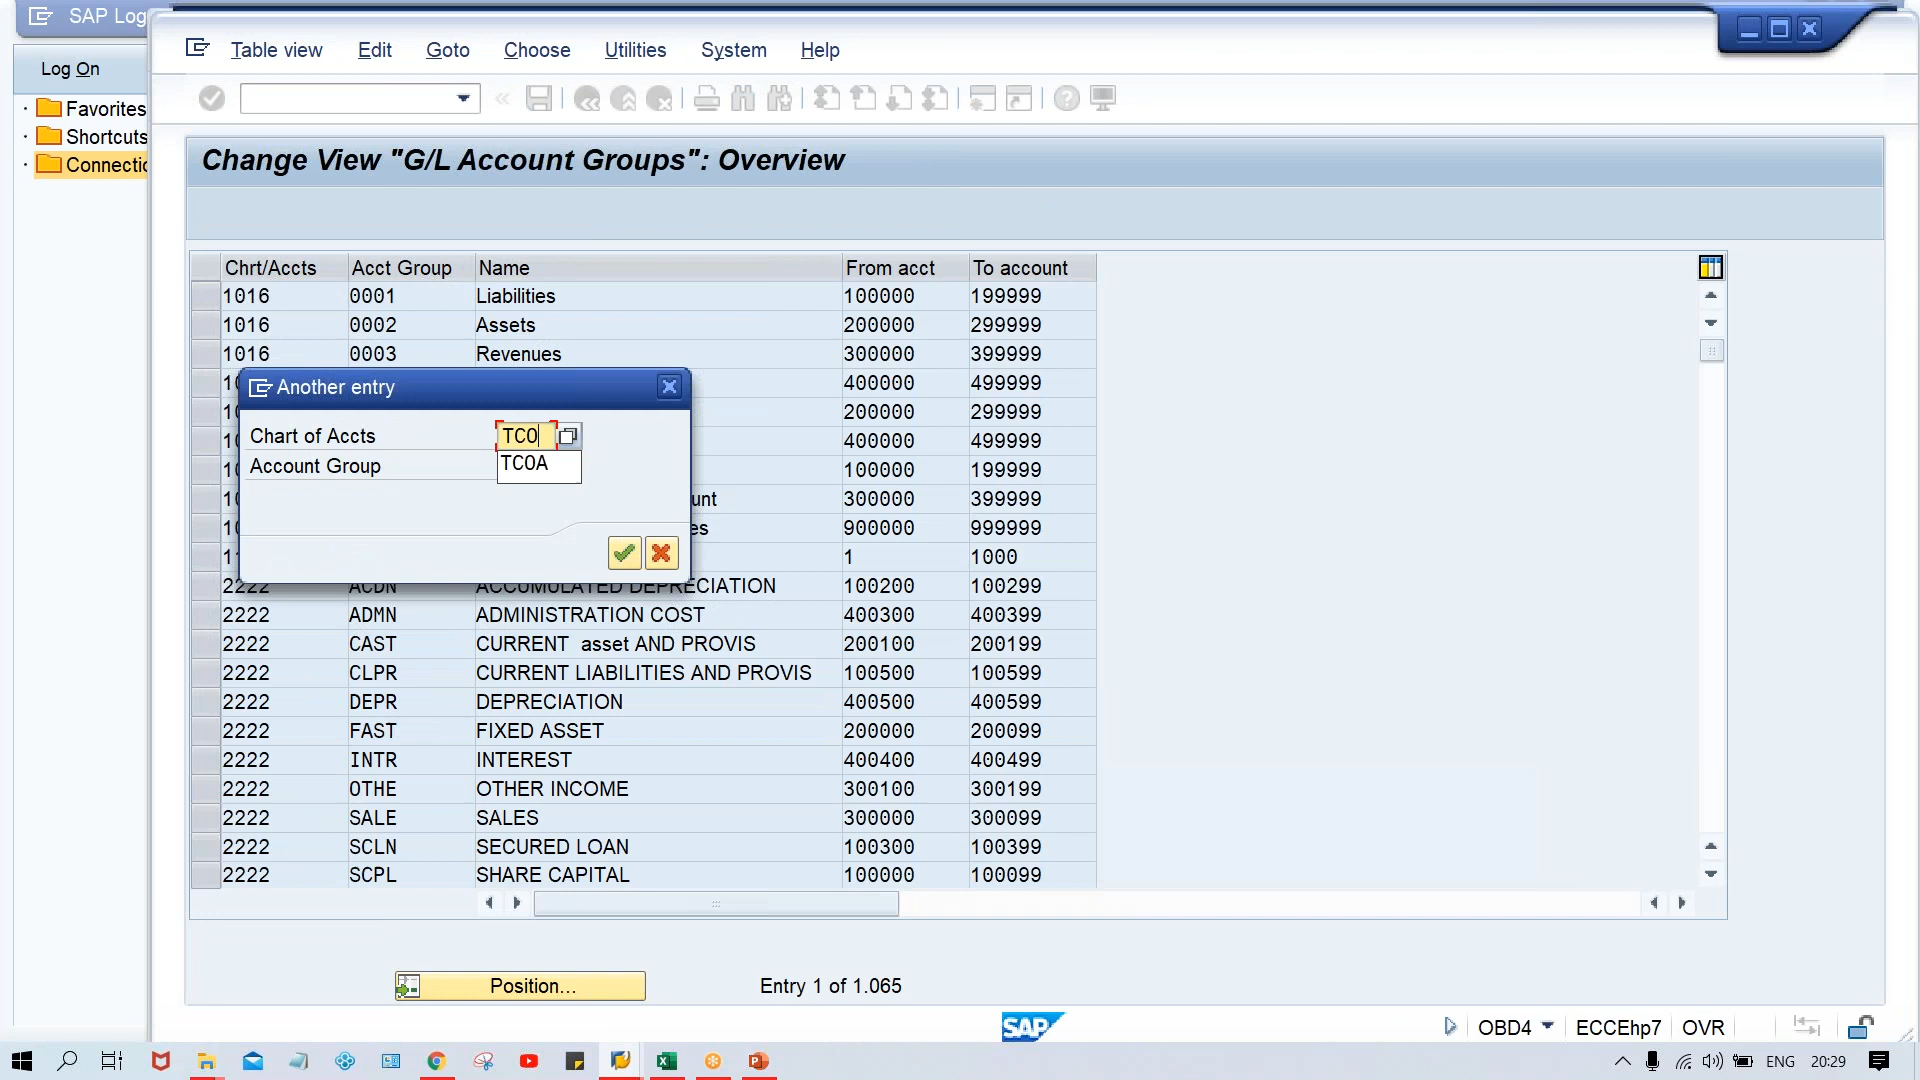 SAP Log
Table view Edit Goto Choose Utilities System Help
Log On
Favorites
Shortcuts
Connectio
Change View "G/L Account Groups": Overview
Chrt/Accts Acct Group Name From acct To account
1016 0001 Liabilities 100000 199999
1016 0002 Assets 200000 299999
1016 0003 Revenues 300000 399999
400000 499999
200000 299999
400000 499999
100000 199999
unt 300000 399999
es 900000 999999
1 1000
Another entry
Chart of Accts TCO
Account Group TCOA
2222 ACDN ACCUMULATED DEPRECIATION 100200 100299
2222 ADMN ADMINISTRATION COST 400300 400399
2222 CAST CURRENT asset AND PROVIS 200100 200199
2222 CLPR CURRENT LIABILITIES AND PROVIS 100500 100599
2222 DEPR DEPRECIATION 400500 400599
2222 FAST FIXED ASSET 200000 200099
2222 INTR INTEREST 400400 400499
2222 OTHE OTHER INCOME 300100 300199
2222 SALE SALES 300000 300099
2222 SCLN SECURED LOAN 100300 100399
2222 SCPL SHARE CAPITAL 100000 100099
Position... Entry 1 of 1.065
SAP OBD4 ECCEhp7 OVR
ENG 20:29